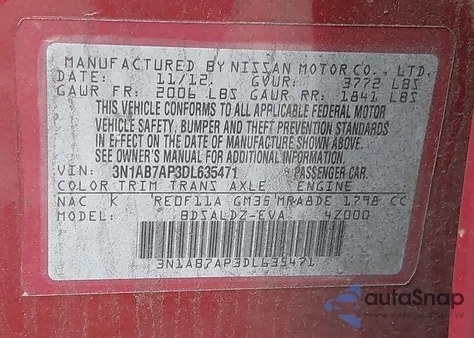 MANUFACTURED BY NISSAN MOTOR CO., LTD.
DATE: 11/12. GVWR: 3772 LBS
GAWR FR: 2006 LBS GAWR RR: 1841 LBS
THIS VEHICLE CONFORMS TO ALL APPLICABLE FEDERAL MOTOR
VEHICLE SAFETY, BUMPER AND THEFT PREVENTION STANDARDS
IN EFFECT ON THE DATE OF MANUFACTURE SHOWN ABOVE.
SEE OWNER'S MANUAL FOR ADDITIONAL INFORMATION.
VIN: 3N1AB7AP3DL635471 PASSENGER CAR.
COLOR TRIM TRANS AXLE ENGINE
NAC K RE0F11A GM36 MRA8DE 1798 CC
MODEL: BDSALDZ-EVA 42000
3N1AB7AP3DL635471
autoSnap